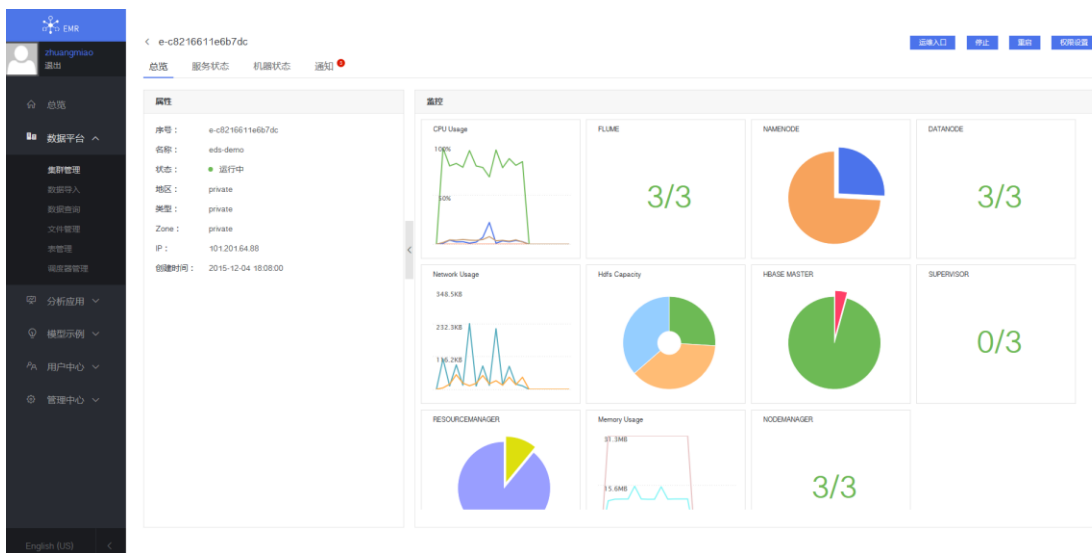 EMR
zhuangmiao
退出
总览
数据平台
集群管理
数据导入
数据查询
文件管理
表管理
调度器管理
分析应用
模型示例
用户中心
管理中心
English (US)
e-c8216611e6b7dc
运维入口 停止 重启 权限设置
总览 服务状态 机器状态 通知
属性
序号： e-c8216611e6b7dc
名称： eds-demo
状态： 运行中
地区： private
类型： private
Zone： private
IP： 101.201.64.88
创建时间： 2015-12-04 18:08:00
监控
CPU Usage
100%
50%
FLUME
3/3
NAMENODE
DATANODE
3/3
Network Usage
348.5KB
232.3KB
116.2KB
Hdfs Capacity
HBASE MASTER
SUPERVISOR
0/3
RESOURCEMANAGER
Memory Usage
15.6MB
NODEMANAGER
3/3